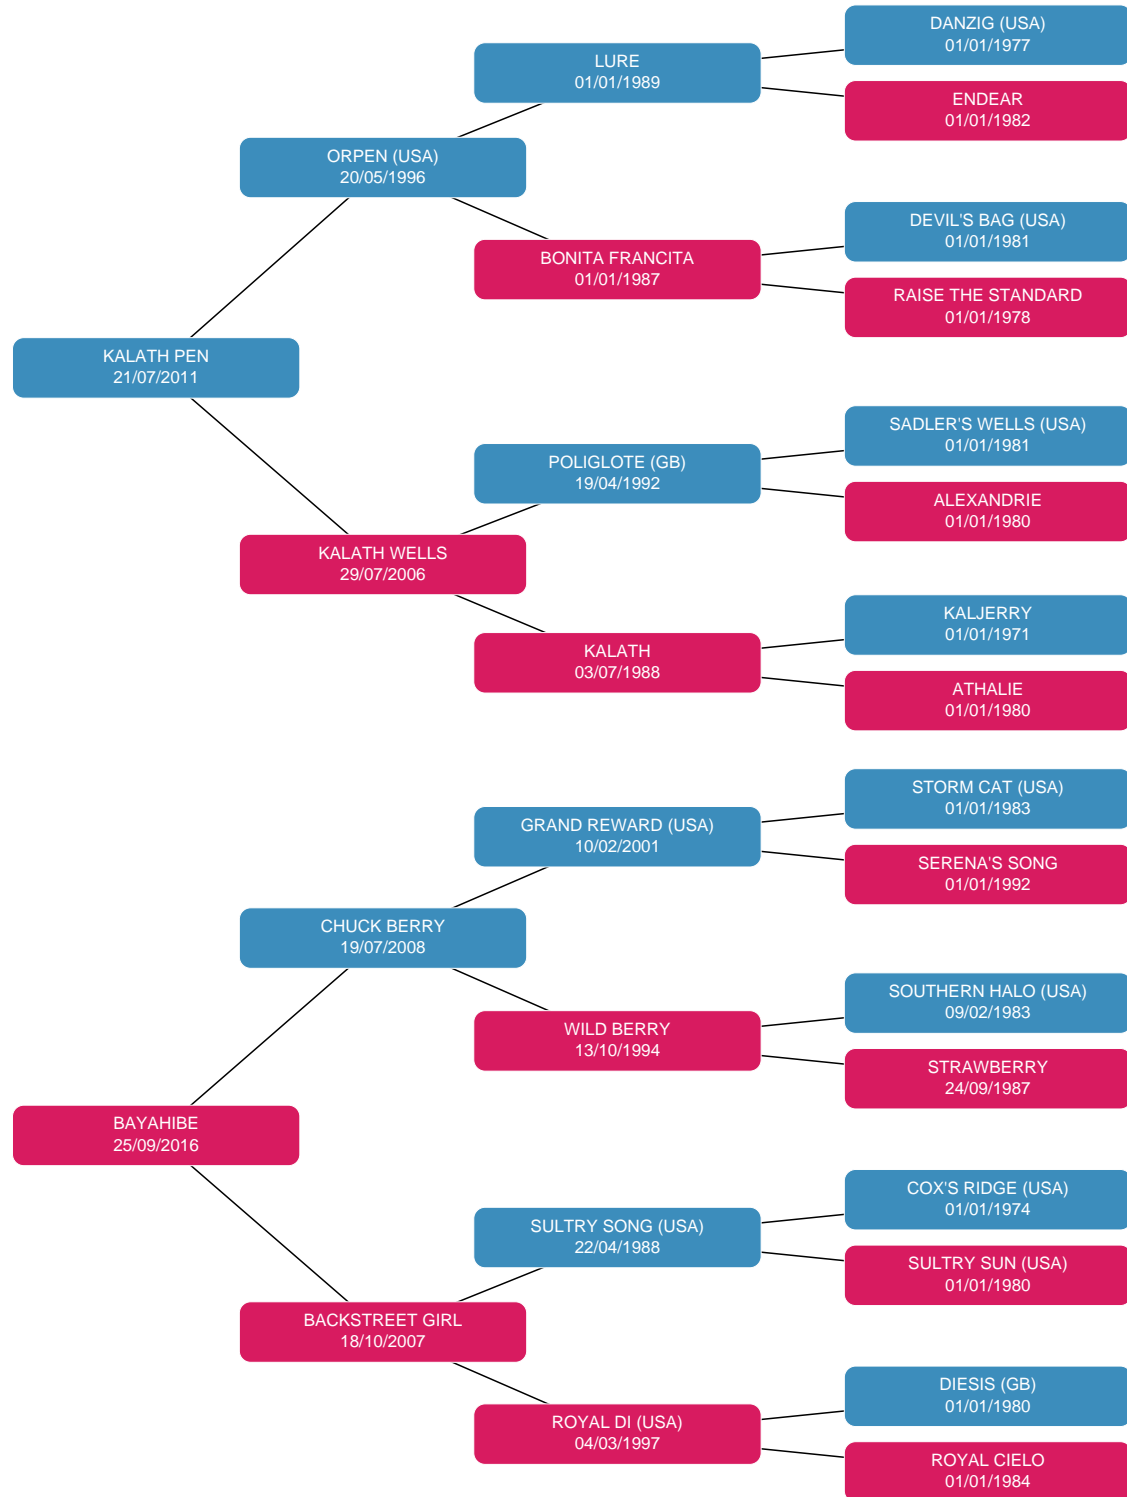 DANZIG (USA)
01/01/1977
LURE
01/01/1989
ENDEAR
01/01/1982
ORPEN (USA)
20/05/1996
DEVIL'S BAG (USA)
01/01/1981
BONITA FRANCITA
01/01/1987
RAISE THE STANDARD
01/01/1978
KALATH PEN
21/07/2011
SADLER'S WELLS (USA)
01/01/1981
POLIGLOTE (GB)
19/04/1992
ALEXANDRIE
01/01/1980
KALATH WELLS
29/07/2006
KALJERRY
01/01/1971
KALATH
03/07/1988
ATHALIE
01/01/1980
STORM CAT (USA)
01/01/1983
GRAND REWARD (USA)
10/02/2001
SERENA'S SONG
01/01/1992
CHUCK BERRY
19/07/2008
SOUTHERN HALO (USA)
09/02/1983
WILD BERRY
13/10/1994
STRAWBERRY
24/09/1987
BAYAHIBE
25/09/2016
COX'S RIDGE (USA)
01/01/1974
SULTRY SONG (USA)
22/04/1988
SULTRY SUN (USA)
01/01/1980
BACKSTREET GIRL
18/10/2007
DIESIS (GB)
01/01/1980
ROYAL DI (USA)
04/03/1997
ROYAL CIELO
01/01/1984